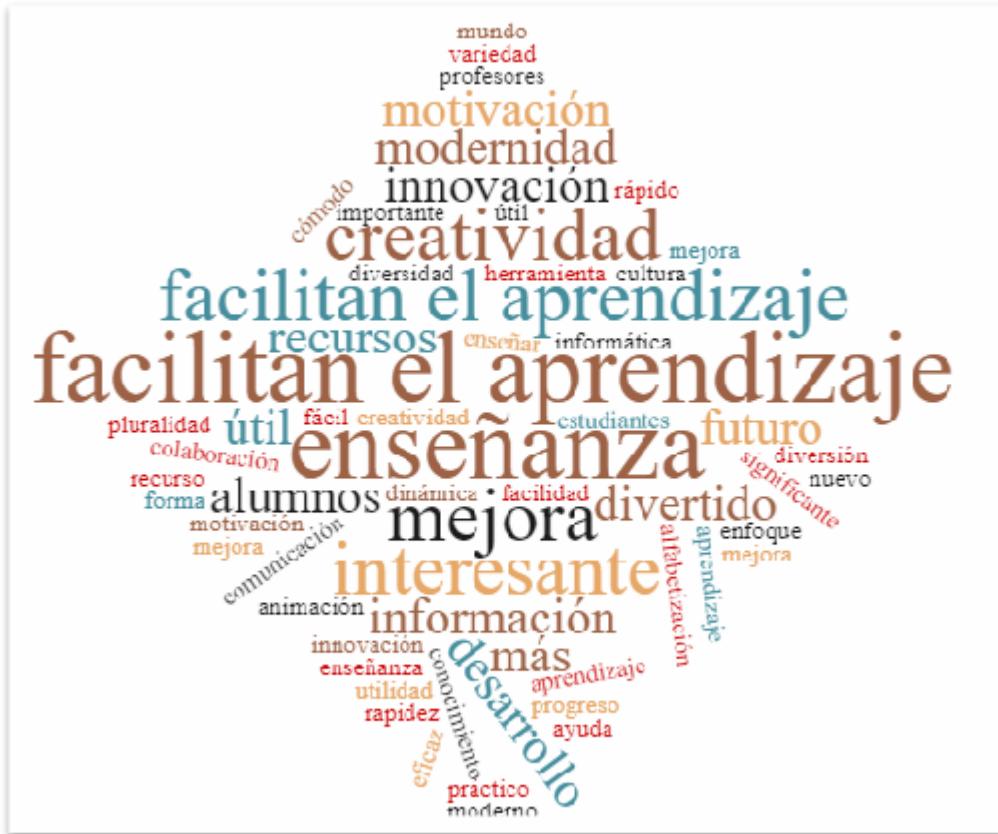 mundo
variedad
profesores
motivación
modernidad
innovación
rápido
cómodo
importante
útil
creatividad
mejora
diversidad
herramienta
cultura
facilitan el aprendizaje
recursos
enseñar
informática
facilitan el aprendizaje
pluralidad
útil
fácil
creatividad
estudiantes
futuro
colaboración
enseñanza
significante
diversión
recurso
nuevo
forma
alumnos
dinámica
facilidad
divertido
motivación
mejora
enfoque
mejora
comunicación
mejora
alfabetización
aprendizaje
interesante
animación
información
innovación
más
enseñanza
conocimiento
desarrollo
aprendizaje
utilidad
progreso
rapidez
ayuda
eficaz
práctico
moderno